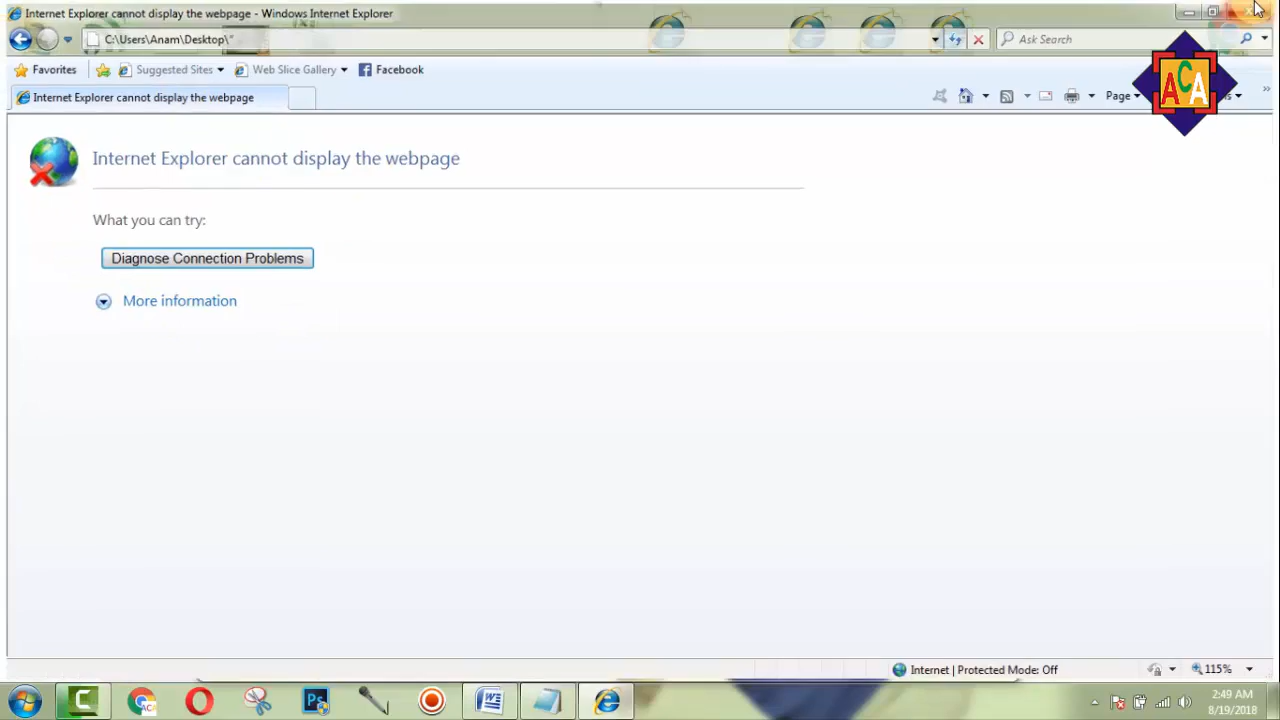 Internet Explorer cannot display the webpage - Windows Internet Explorer
C:\Users\Anam\Desktop\"
Ask Search
Favorites Suggested Sites Web Slice Gallery Facebook
Internet Explorer cannot display the webpage
Page
ACA
Internet Explorer cannot display the webpage
What you can try:
Diagnose Connection Problems
More information
Internet | Protected Mode: Off
115%
2:49 AM
8/19/2018